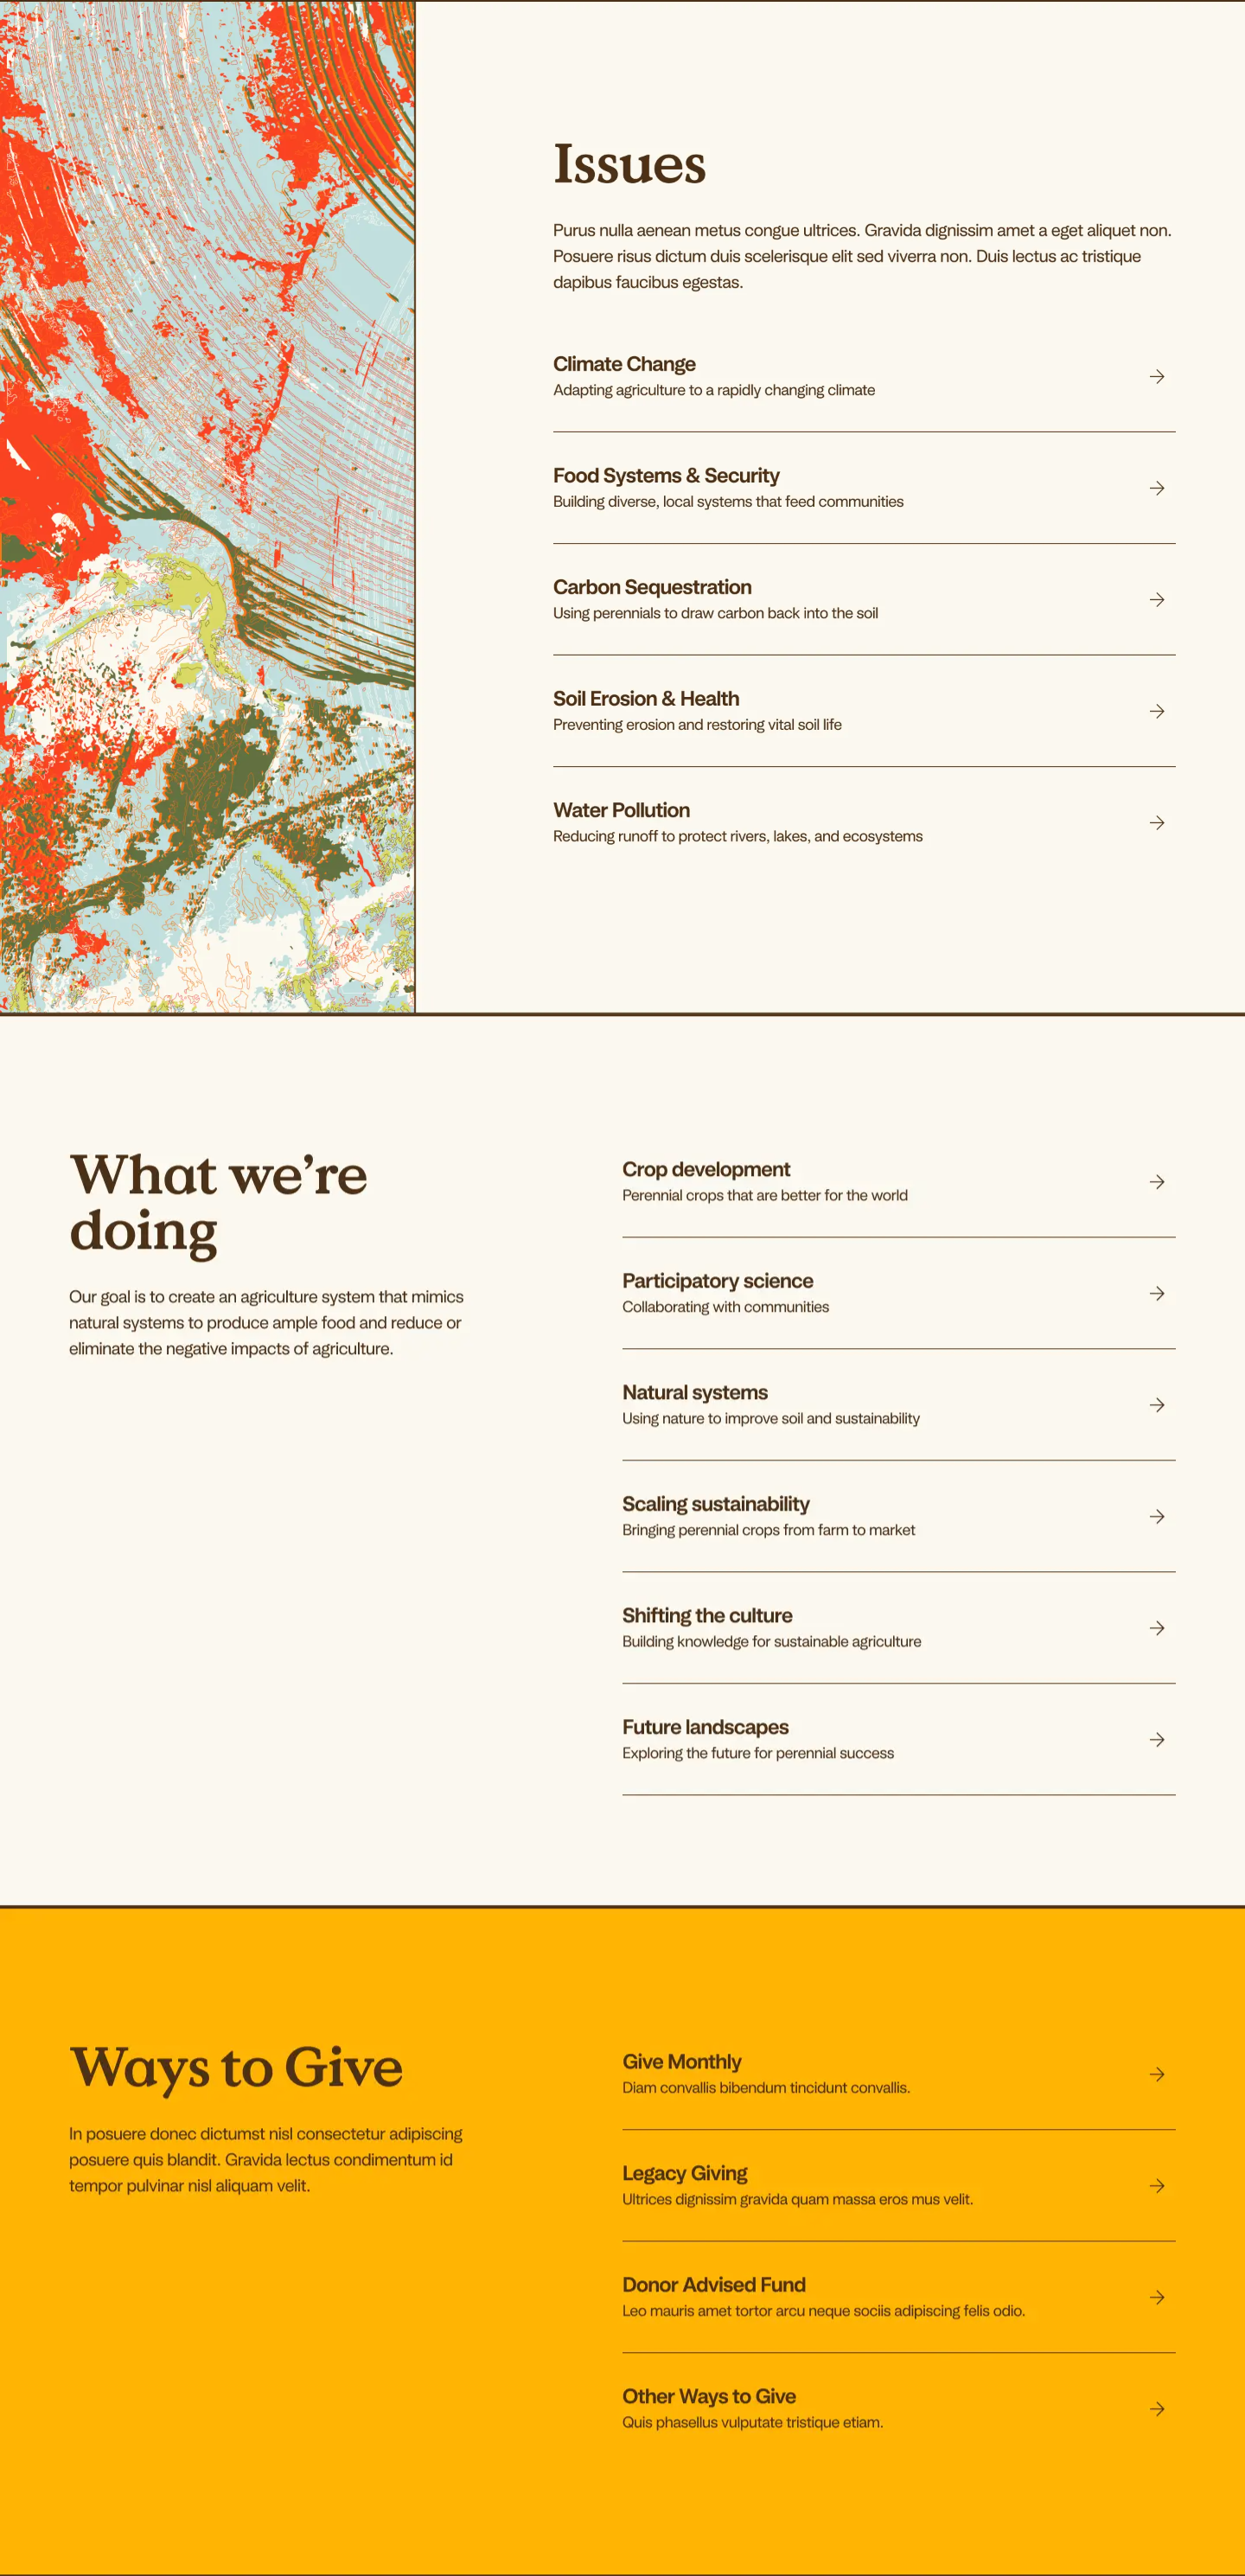 Issues
Purus nulla aenean metus congue ultrices. Gravida dignissim amet a eget aliquet non.
Posuere risus dictum duis scelerisque elit sed viverra non. Duis lectus ac tristique
dapibus faucibus egestas.
Climate Change
Adapting agriculture to a rapidly changing climate
Food Systems & Security
Building diverse, local systems that feed communities
Carbon Sequestration
Using perennials to draw carbon back into the soil
Soil Erosion & Health
Preventing erosion and restoring vital soil life
Water Pollution
Reducing runoff to protect rivers, lakes, and ecosystems
What we’re
doing
Our goal is to create an agriculture system that mimics
natural systems to produce ample food and reduce or
eliminate the negative impacts of agriculture.
Crop development
Perennial crops that are better for the world
Participatory science
Collaborating with communities
Natural systems
Using nature to improve soil and sustainability
Scaling sustainability
Bringing perennial crops from farm to market
Shifting the culture
Building knowledge for sustainable agriculture
Future landscapes
Exploring the future for perennial success
Ways to Give
In posuere donec dictumst nisl consectetur adipiscing
posuere quis blandit. Gravida lectus condimentum id
tempor pulvinar nisl aliquam velit.
Give Monthly
Diam convallis bibendum tincidunt convallis.
Legacy Giving
Ultrices dignissim gravida quam massa eros mus velit.
Donor Advised Fund
Leo mauris amet tortor arcu neque sociis adipiscing felis odio.
Other Ways to Give
Quis phasellus vulputate tristique etiam.